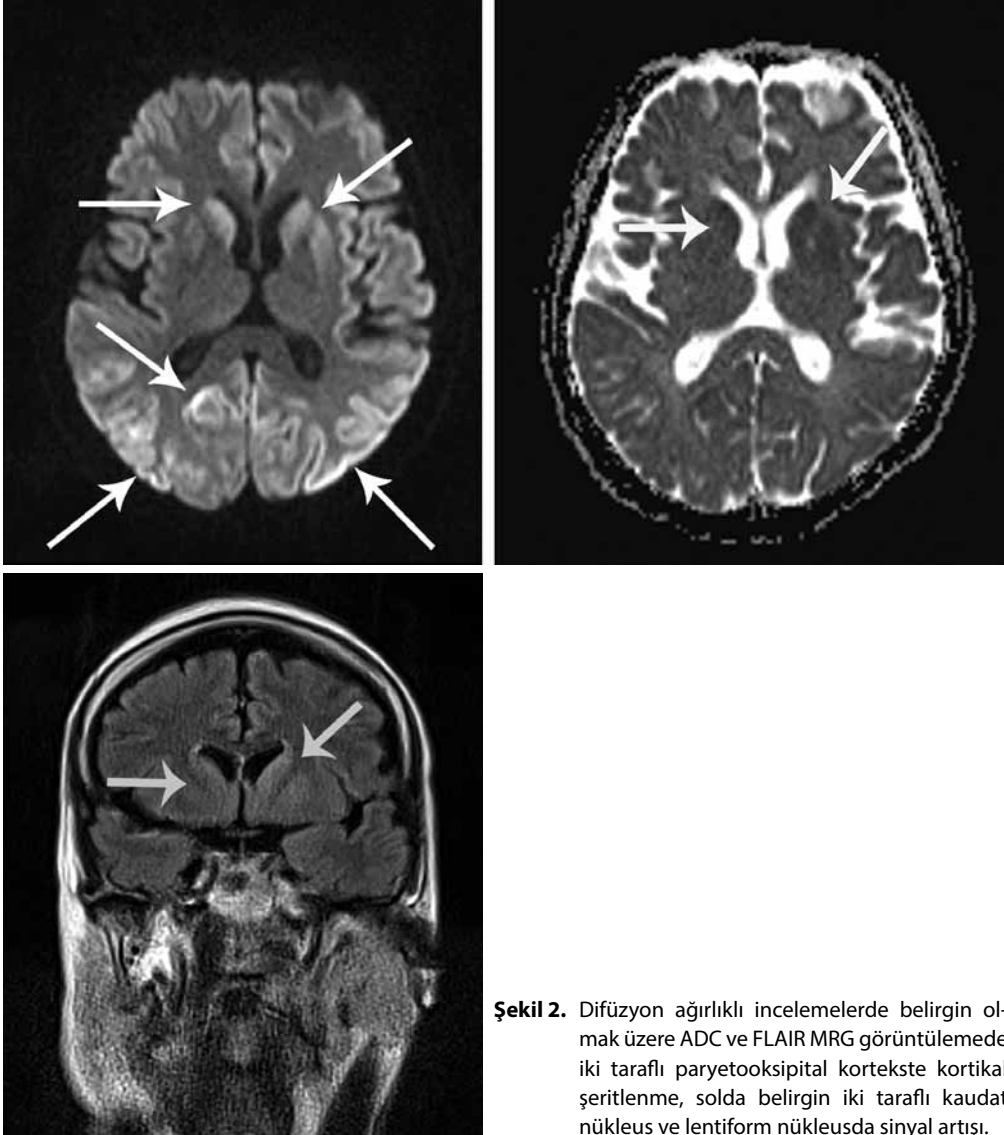 Şekil 2. Difüzyon ağırlıklı incelemelerde belirgin ol-
mak üzere ADC ve FLAIR MRG görüntülemede
iki taraflı paryetooksipital kortekste kortikal
şeritlenme, solda belirgin iki taraflı kaudat
nükleus ve lentiform nükleusda sinyal artışı.